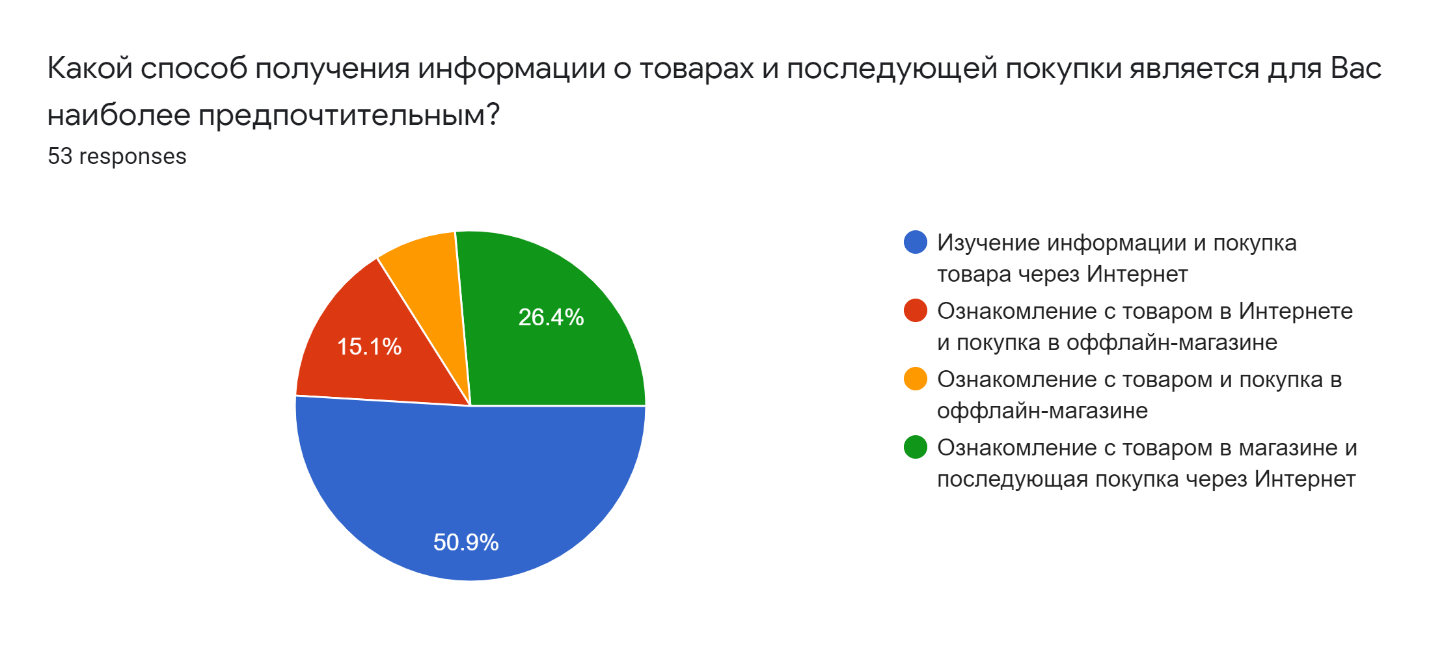 Какой способ получения информации о товарах и последующей покупки является для Вас
наиболее предпочтительным?
53 responses
26.4%
15.1%
50.9%
Изучение информации и покупка
товара через Интернет
Ознакомление с товаром в Интернете
и покупка в оффлайн-магазине
Ознакомление с товаром и покупка в
оффлайн-магазине
Ознакомление с товаром в магазине и
последующая покупка через Интернет